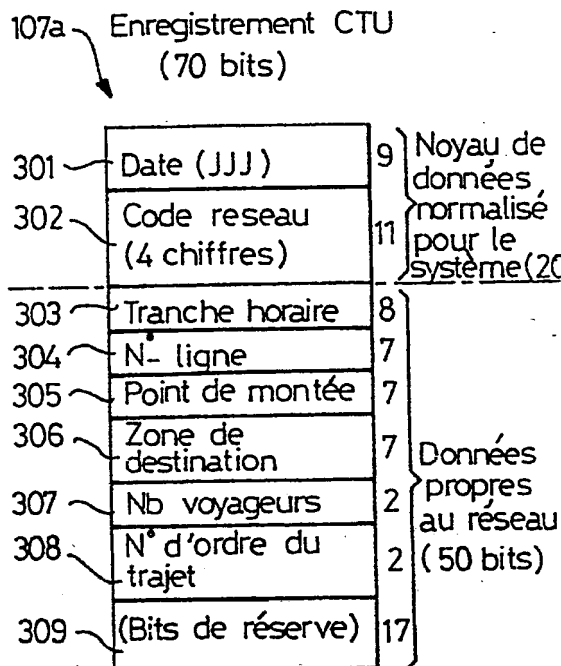 107a Enregistrement CTU
(70 bits)
301 Date (JJJ) 9
302 Code reseau
(4 chiffres) 11
Noyau de
données
normalisé
pour le
système (20
303 Tranche horaire 8
304 N° ligne 7
305 Point de montée 7
306 Zone de
destination 7
307 Nb voyageurs 2
308 N° d'ordre du
trajet 2
309 (Bits de réserve) 17
Données
propres
au réseau
(50 bits)